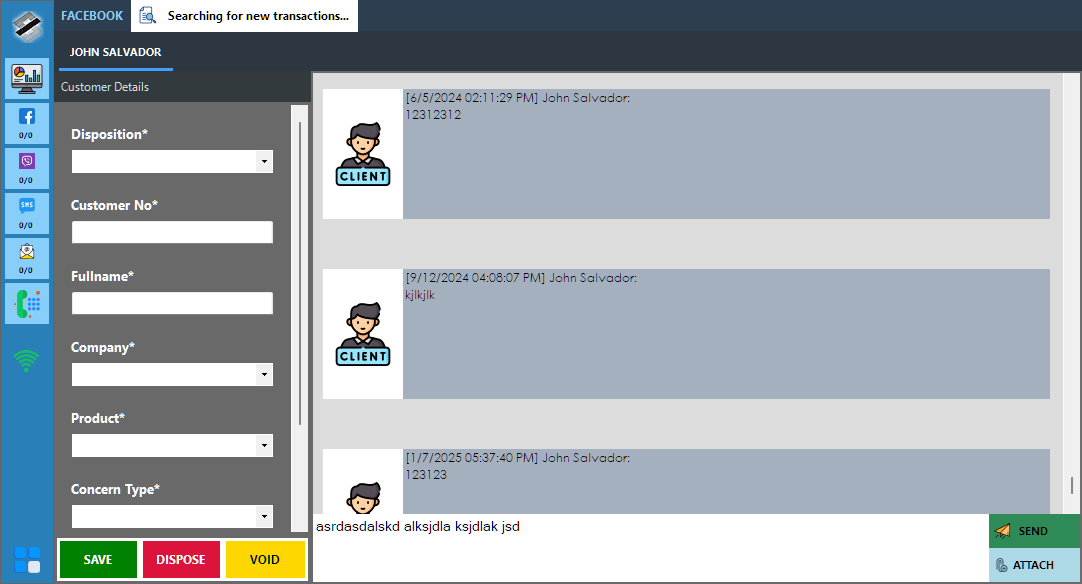 FACEBOOK
Searching for new transactions...
JOHN SALVADOR
Customer Details
0/0
0/0
SMS
0/0
0/0
Disposition*
Customer No*
Fullname*
Company*
Product*
Concern Type*
SAVE
DISPOSE
VOID
[6/5/2024 02:11:29 PM] John Salvador:
12312312
CLIENT
[9/12/2024 04:08:07 PM] John Salvador:
kjlkjlk
CLIENT
[1/7/2025 05:37:40 PM] John Salvador:
123123
asrdasdalskd alksjdla ksjdlak jsd
SEND
ATTACH